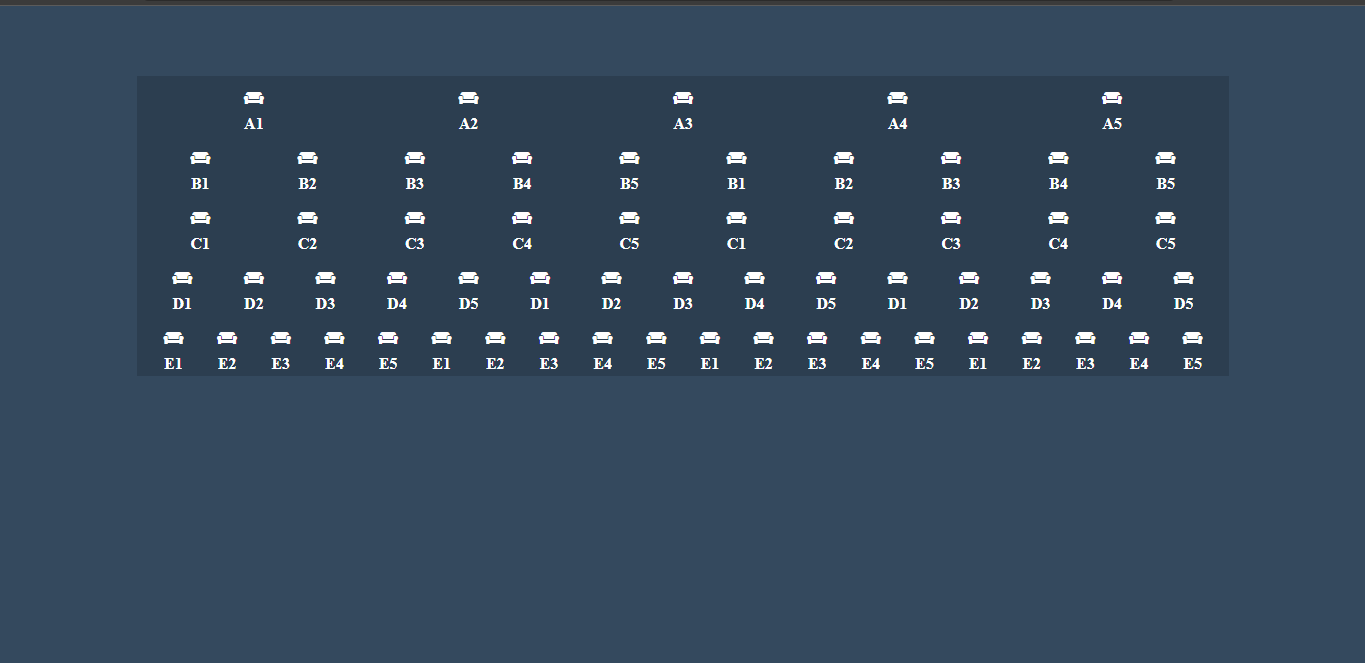 A1 A2 A3 A4 A5
B1 B2 B3 B4 B5 B1 B2 B3 B4 B5
C1 C2 C3 C4 C5 C1 C2 C3 C4 C5
D1 D2 D3 D4 D5 D1 D2 D3 D4 D5 D1 D2 D3 D4 D5
E1 E2 E3 E4 E5 E1 E2 E3 E4 E5 E1 E2 E3 E4 E5 E1 E2 E3 E4 E5